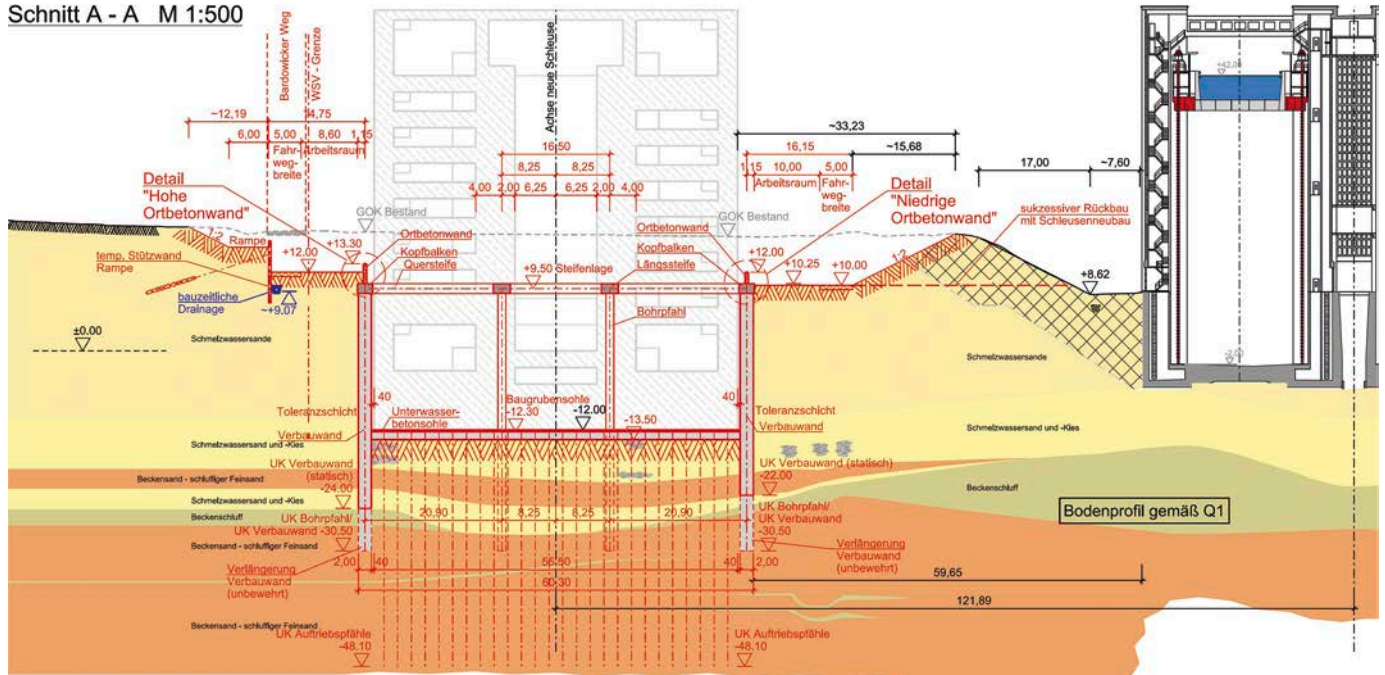 Schnitt A - A   M 1:500
Bardowicker Weg
WSV - Grenze
Achse neue Schleuse
+42.00
~12,19
4,75
6,00
5,00
8,60
1,15
Fahr-
weg-
breite
Arbeitsraum
16,50
8,25
8,25
4,00
2,00
6,25
6,25
2,00
4,00
~33,23
16,15
~15,68
1,15
10,00
5,00
Arbeitsraum
Fahr-
weg-
breite
17,00
~7,60
Detail
"Hohe
Ortbetonwand"
Detail
"Niedrige
Ortbetonwand"
sukzessiver Rückbau
mit Schleusenneubau
GOK Bestand
GOK Bestand
1:2
Rampe
+12.00
+13.30
Ortbetonwand
Kopfbalken
Quersteife
+9.50 Steifenlage
Ortbetonwand
Kopfbalken
Längssteife
+12.00
+10.25
+10.00
1:2
+8.62
temp. Stützwand
Rampe
bauzeitliche
Drainage
~+9.07
Bohrpfahl
±0.00
Schmelzwassersande
Schmelzwassersande
40
40
Toleranzschicht
Verbauwand
Unterwasser-
betonsohle
Baugrubensohle
-12.30
-12.00
-13.50
Toleranzschicht
Verbauwand
Schmelzwassersand und -Kies
Schmelzwassersand und -Kies
UK Verbauwand
(statisch)
-24.00
UK Verbauwand (statisch)
-22.00
Beckensand - schluffiger Feinsand
Schmelzwassersand und -Kies
Beckenschluff
Beckenschluff
Bodenprofil gemäß Q1
20,90
8,25
8,25
20,90
UK Bohrpfahl/
UK Verbauwand -30.50
UK Bohrpfahl/
UK Verbauwand
-30.50
Beckensand - schluffiger Feinsand
Verlängerung
Verbauwand
(unbewehrt)
Verlängerung
Verbauwand
(unbewehrt)
2,00
40
55,50
40
2,00
60,30
59,65
121,89
Beckensand - schluffiger Feinsand
UK Auftriebspfähle
-48.10
UK Auftriebspfähle
-48.10